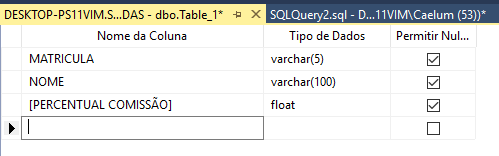 DESKTOP-PS11VIM.S...DAS - dbo.Table_1* SQLQuery2.sql - D...11VIM\Caelum (53))*
Nome da Coluna Tipo de Dados Permitir Nul...
MATRICULA varchar(5)
NOME varchar(100)
[PERCENTUAL COMISSÃO] float